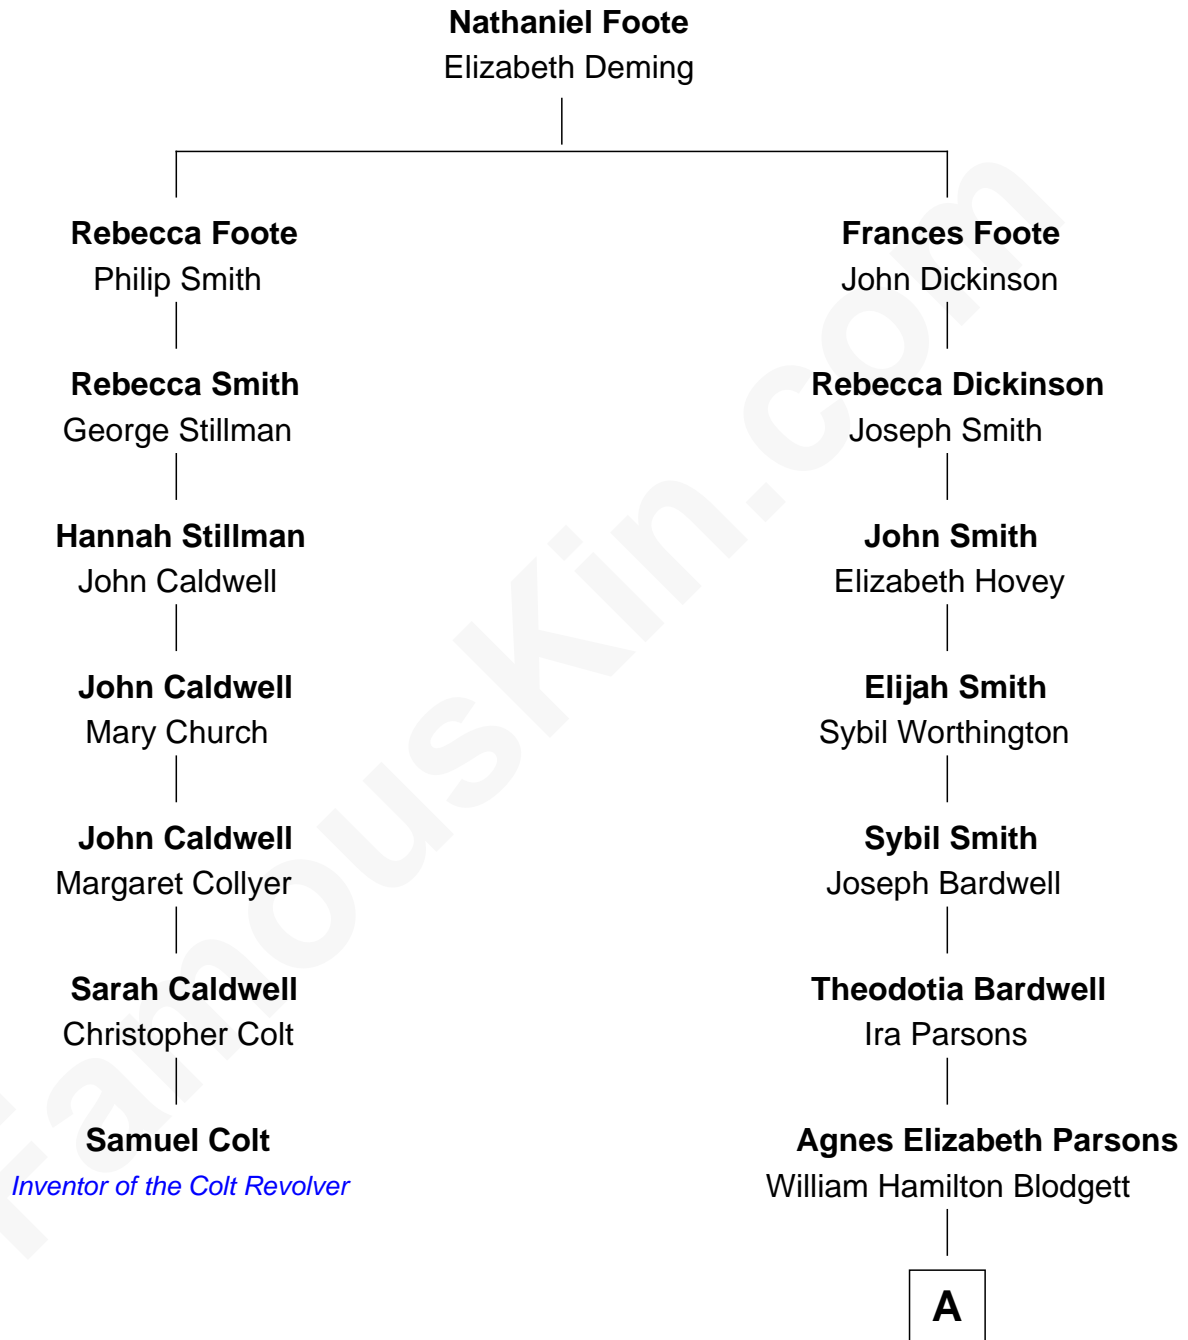 Nathaniel Foote
Elizabeth Deming
Rebecca Foote
Philip Smith
Rebecca Smith
George Stillman
Hannah Stillman
John Caldwell
John Caldwell
Mary Church
John Caldwell
Margaret Collyer
Sarah Caldwell
Christopher Colt
Samuel Colt
Inventor of the Colt Revolver
Frances Foote
John Dickinson
Rebecca Dickinson
Joseph Smith
John Smith
Elizabeth Hovey
Elijah Smith
Sybil Worthington
Sybil Smith
Joseph Bardwell
Theodotia Bardwell
Ira Parsons
Agnes Elizabeth Parsons
William Hamilton Blodgett
A
FamousKin.com